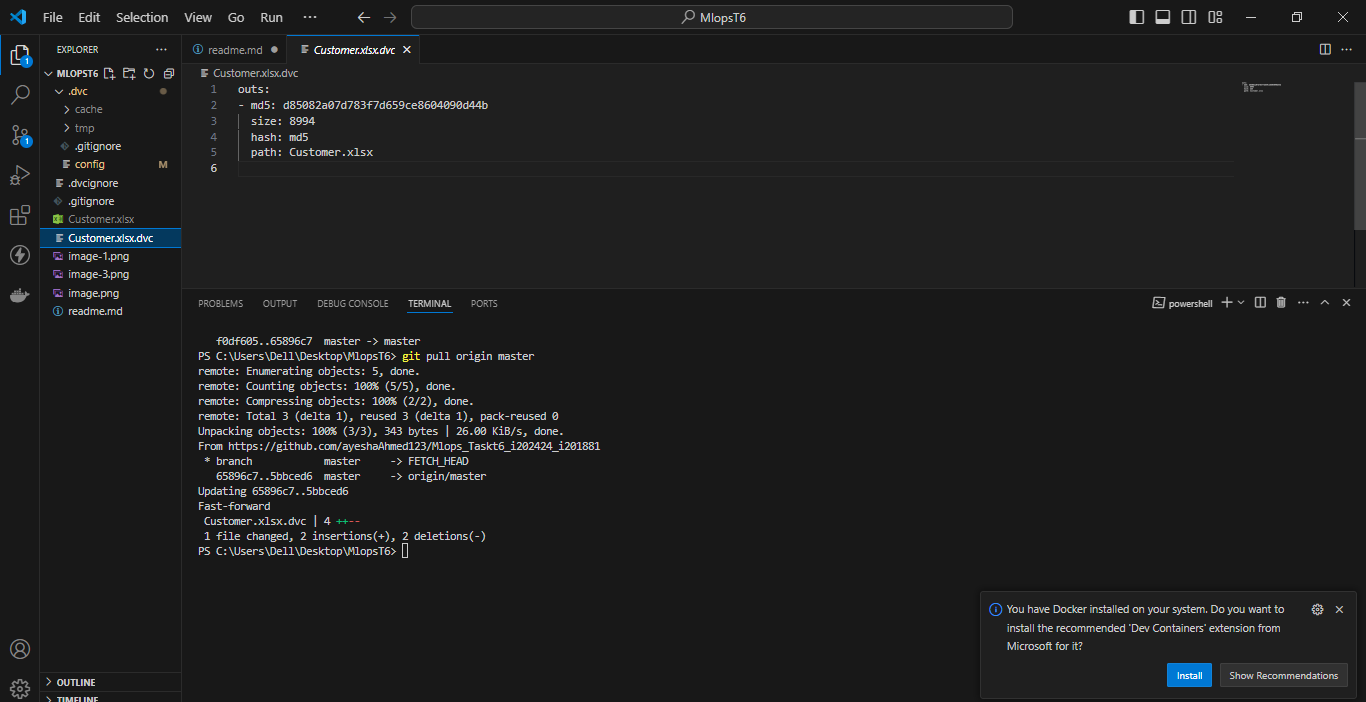 File Edit Selection View Go Run ··· MlopsT6
EXPLORER ···
MLOPST6
.dvc
cache
tmp
.gitignore
config M
.dvcignore
.gitignore
Customer.xlsx
Customer.xlsx.dvc
image-1.png
image-3.png
image.png
readme.md
OUTLINE
TIMELINE
1
1
readme.md
Customer.xlsx.dvc
Customer.xlsx.dvc
1 outs:
2 - md5: d85082a07d783f7d659ce8604090d44b
3 size: 8994
4 hash: md5
5 path: Customer.xlsx
6
PROBLEMS OUTPUT DEBUG CONSOLE TERMINAL PORTS
powershell
f0df605..65896c7 master -> master
PS C:\Users\Dell\Desktop\MlopsT6> git pull origin master
remote: Enumerating objects: 5, done.
remote: Counting objects: 100% (5/5), done.
remote: Compressing objects: 100% (2/2), done.
remote: Total 3 (delta 1), reused 3 (delta 1), pack-reused 0
Unpacking objects: 100% (3/3), 343 bytes | 26.00 KiB/s, done.
From https://github.com/ayeshaAhmed123/Mlops_Taskt6_i202424_i201881
* branch master -> FETCH_HEAD
65896c7..5bbced6 master -> origin/master
Updating 65896c7..5bbced6
Fast-forward
Customer.xlsx.dvc | 4 ++--
1 file changed, 2 insertions(+), 2 deletions(-)
PS C:\Users\Dell\Desktop\MlopsT6>
You have Docker installed on your system. Do you want to
install the recommended 'Dev Containers' extension from
Microsoft for it?
Install Show Recommendations